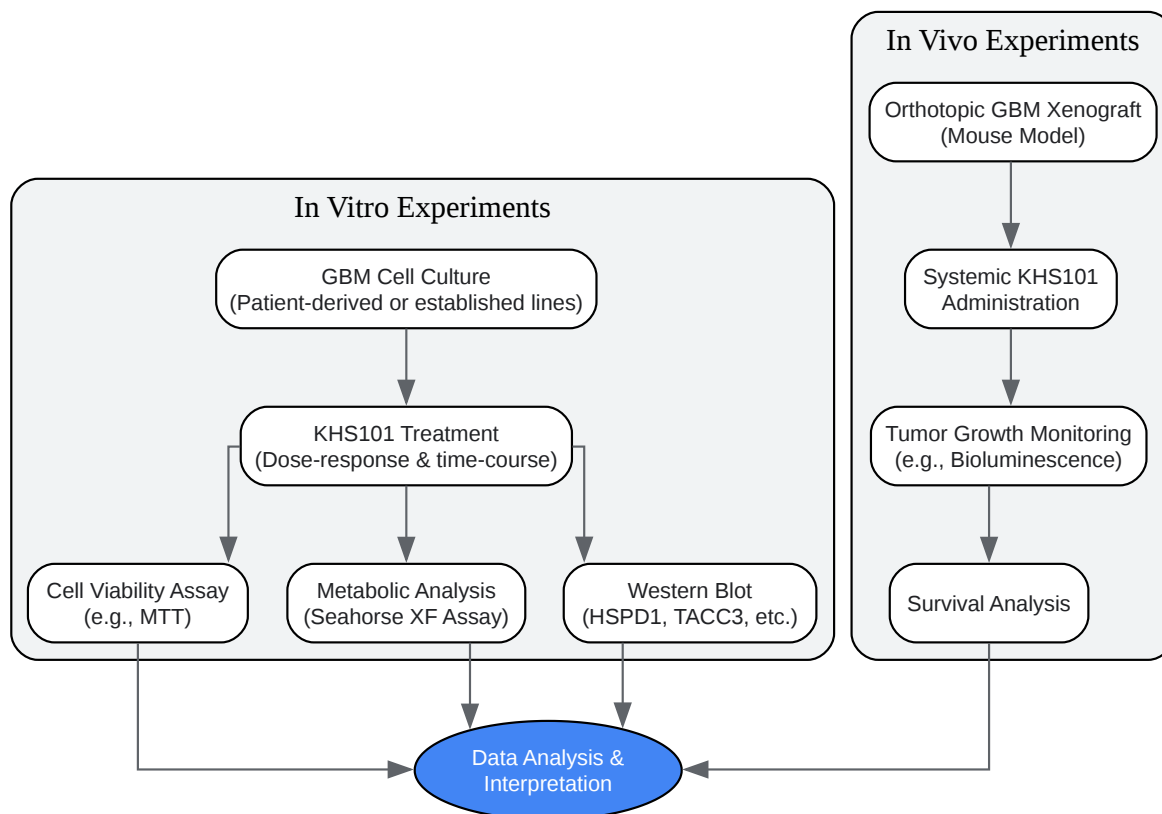 In Vitro Experiments
GBM Cell Culture
(Patient-derived or established lines)
KHS101 Treatment
(Dose-response & time-course)
Cell Viability Assay
(e.g., MTT)
Metabolic Analysis
(Seahorse XF Assay)
Western Blot
(HSPD1, TACC3, etc.)
In Vivo Experiments
Orthotopic GBM Xenograft
(Mouse Model)
Systemic KHS101
Administration
Tumor Growth Monitoring
(e.g., Bioluminescence)
Survival Analysis
Data Analysis &
Interpretation